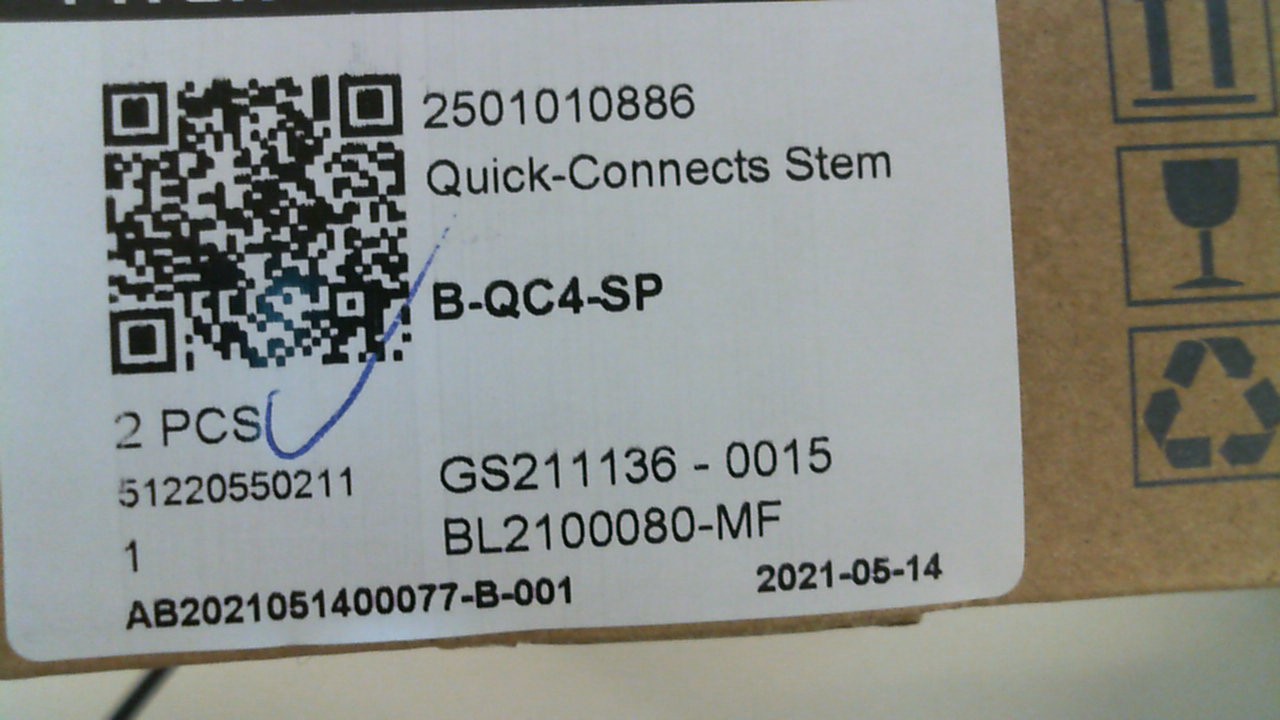 2501010886
Quick-Connects Stem
B-QC4-SP
2 PCS
51220550211
1
GS211136 - 0015
BL2100080-MF
AB2021051400077-B-001
2021-05-14